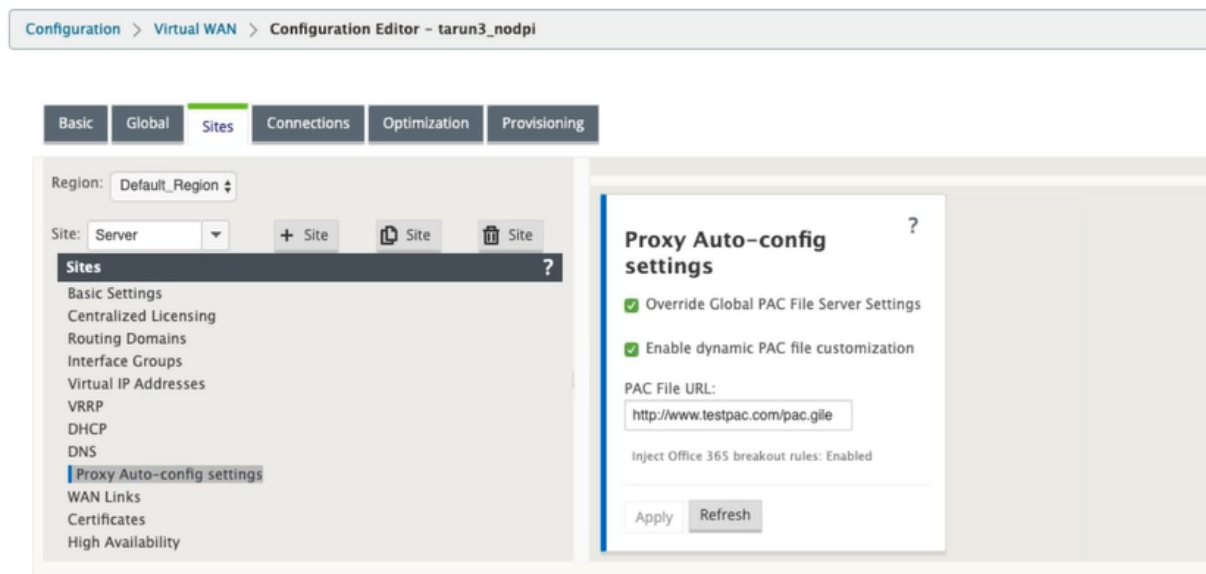 Configuration > Virtual WAN > Configuration Editor – tarun3_nodpi
Basic Global Sites Connections Optimization Provisioning
Region: Default_Region
Site: Server + Site Site Site
Sites ?
Basic Settings
Centralized Licensing
Routing Domains
Interface Groups
Virtual IP Addresses
VRRP
DHCP
DNS
Proxy Auto-config settings
WAN Links
Certificates
High Availability
Proxy Auto-config ?
settings
Override Global PAC File Server Settings
Enable dynamic PAC file customization
PAC File URL:
http://www.testpac.com/pac.gile
Inject Office 365 breakout rules: Enabled
Apply Refresh